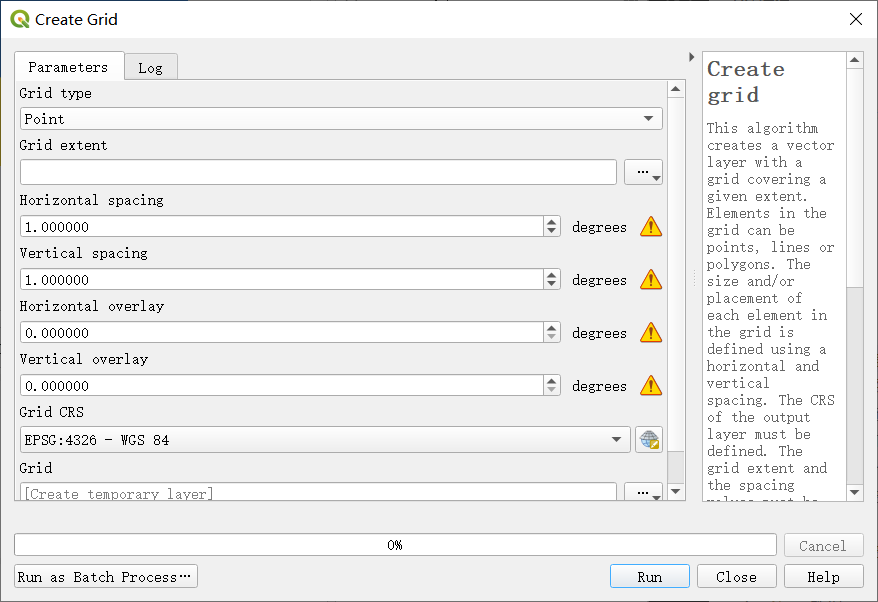 Create Grid
Parameters
Log
Grid type
Point
Grid extent
...
Horizontal spacing
1.000000
degrees
Vertical spacing
1.000000
degrees
Horizontal overlay
0.000000
degrees
Vertical overlay
0.000000
degrees
Grid CRS
EPSG:4326 - WGS 84
Grid
[Create temporary layer]
...
Create
grid
This algorithm
creates a vector
layer with a
grid covering a
given extent.
Elements in the
grid can be
points, lines or
polygons. The
size and/or
placement of
each element in
the grid is
defined using a
horizontal and
vertical
spacing. The CRS
of the output
layer must be
defined. The
grid extent and
the spacing
values must be
0%
Cancel
Run as Batch Process…
Run
Close
Help